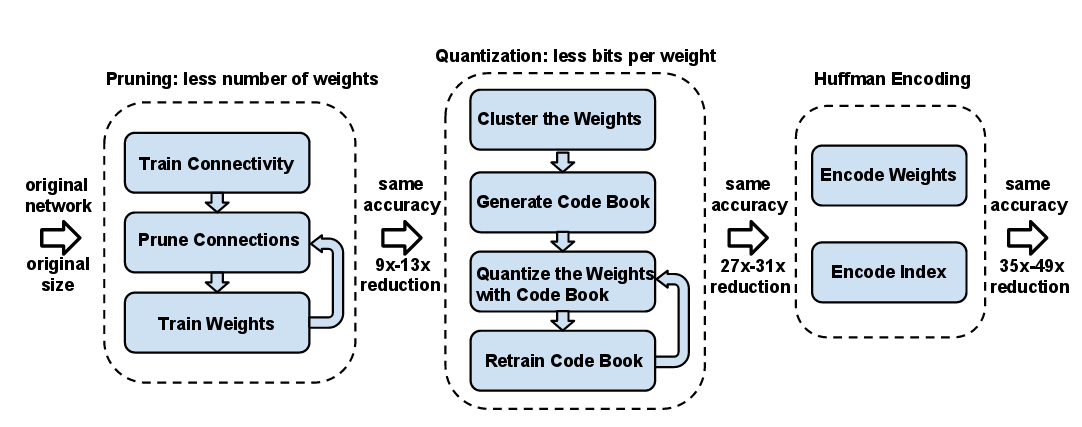 original
network
original
size
Pruning: less number of weights
Train Connectivity
Prune Connections
Train Weights
same
accuracy
9x-13x
reduction
Quantization: less bits per weight
Cluster the Weights
Generate Code Book
Quantize the Weights
with Code Book
Retrain Code Book
same
accuracy
27x-31x
reduction
Huffman Encoding
Encode Weights
Encode Index
same
accuracy
35x-49x
reduction